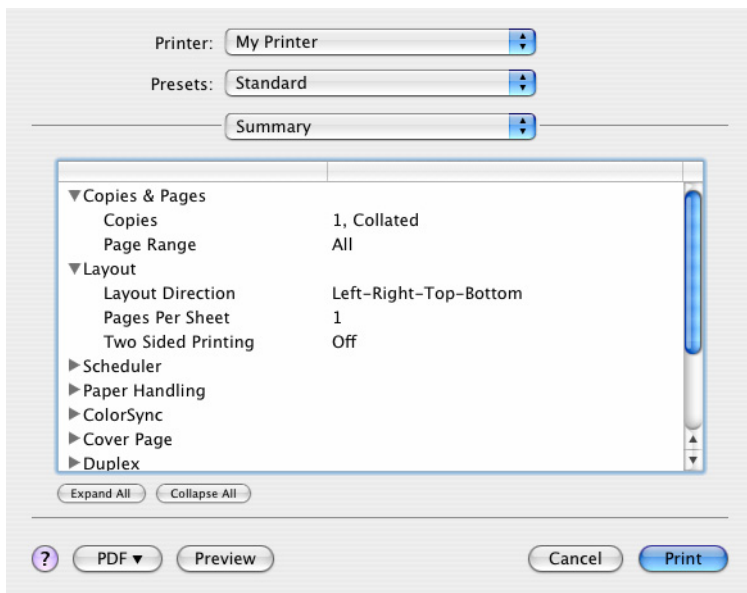 Printer: My Printer
Presets: Standard
Summary
Copies & Pages
Copies 1, Collated
Page Range All
Layout
Layout Direction Left-Right-Top-Bottom
Pages Per Sheet 1
Two Sided Printing Off
Scheduler
Paper Handling
ColorSync
Cover Page
Duplex
Expand All Collapse All
? PDF▼ Preview Cancel Print